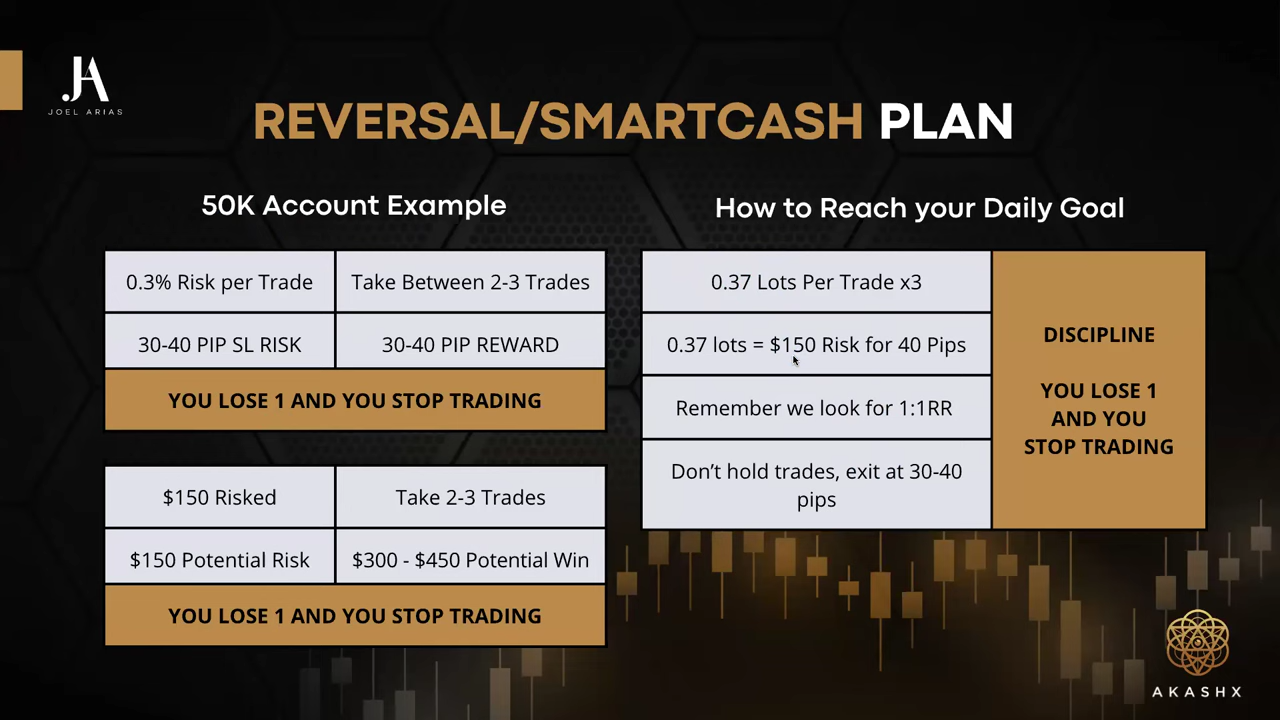 JA
JOEL ARIAS
REVERSAL/SMARTCASH PLAN
50K Account Example
0.3% Risk per Trade
Take Between 2-3 Trades
30-40 PIP SL RISK
30-40 PIP REWARD
YOU LOSE 1 AND YOU STOP TRADING
$150 Risked
Take 2-3 Trades
$150 Potential Risk
$300 - $450 Potential Win
YOU LOSE 1 AND YOU STOP TRADING
How to Reach your Daily Goal
0.37 Lots Per Trade x3
0.37 lots = $150 Risk for 40 Pips
Remember we look for 1:1RR
Don’t hold trades, exit at 30-40
pips
DISCIPLINE
YOU LOSE 1
AND YOU
STOP TRADING
AKASHX